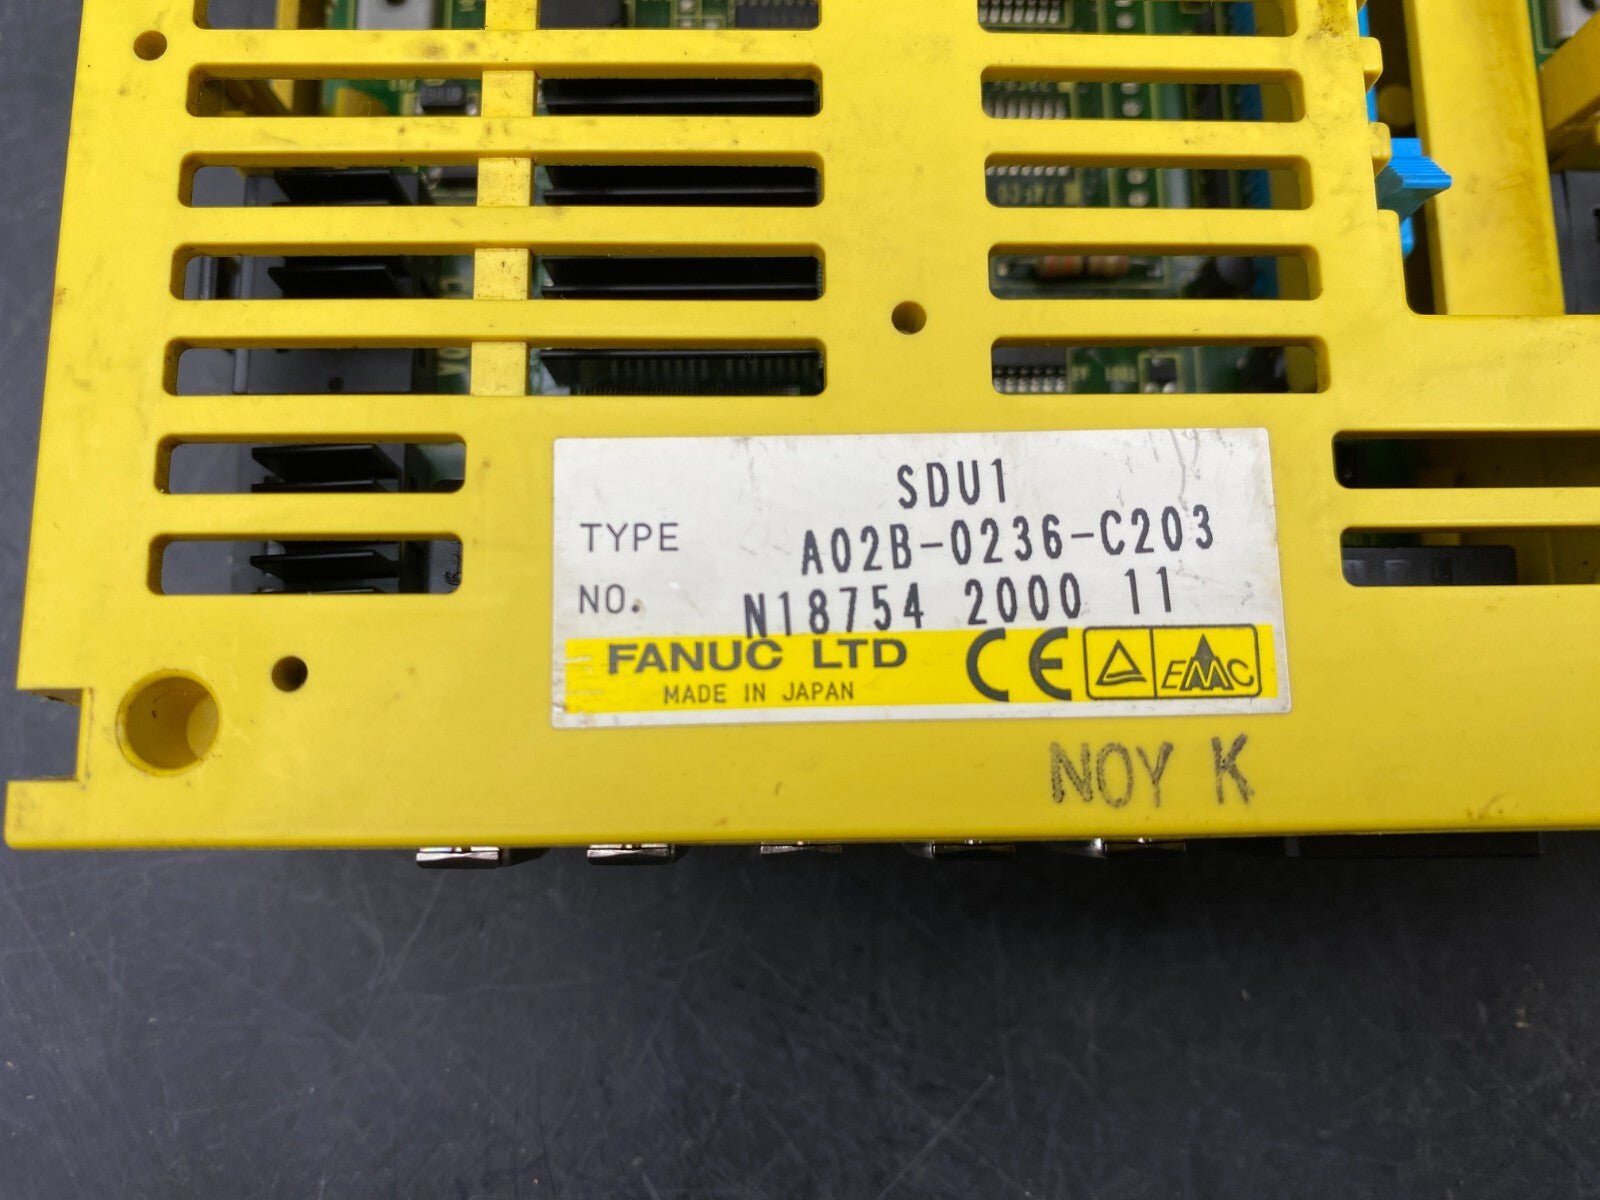 SDU1
TYPE A02B-0236-C203
NO. N18754 2000 11
FANUC LTD CE EMC
MADE IN JAPAN
NOY K